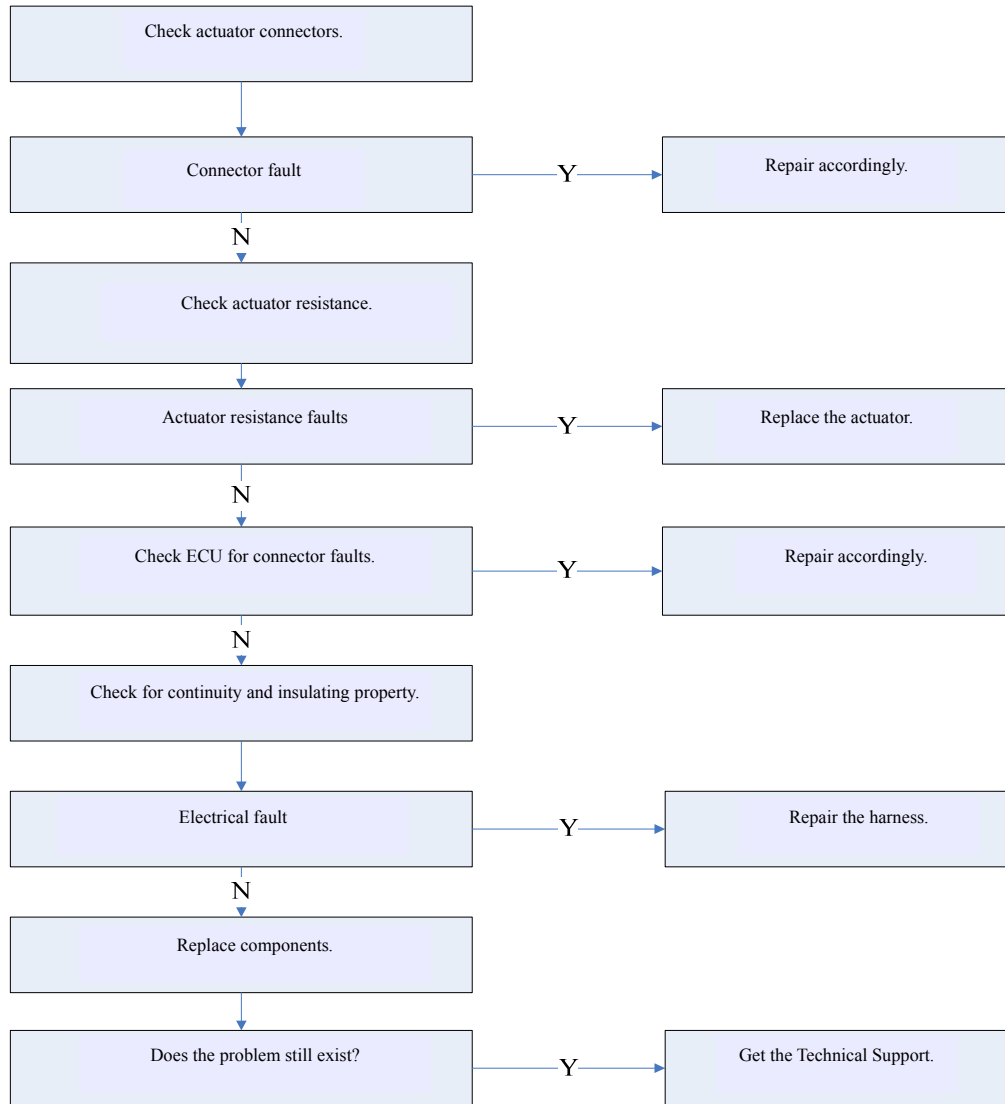 Check actuator connectors.
Connector fault
Y
Repair accordingly.
N
Check actuator resistance.
Actuator resistance faults
Y
Replace the actuator.
N
Check ECU for connector faults.
Y
Repair accordingly.
N
Check for continuity and insulating property.
Electrical fault
Y
Repair the harness.
N
Replace components.
Does the problem still exist?
Y
Get the Technical Support.